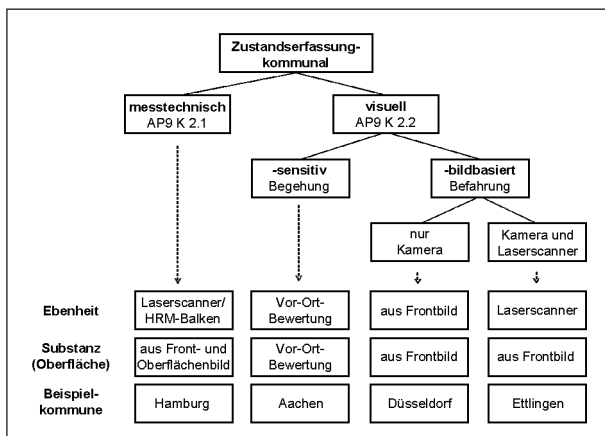 Zustandserfassung-
kommunal
messtechnisch
AP9 K 2.1
visuell
AP9 K 2.2
-sensitiv
Begehung
-bildbasiert
Befahrung
nur
Kamera
Kamera und
Laserscanner
Ebenheit
Laserscanner/
HRM-Balken
Vor-Ort-
Bewertung
aus Frontbild
Laserscanner
Substanz
(Oberfläche)
aus Front- und
Oberflächenbild
Vor-Ort-
Bewertung
aus Frontbild
aus Frontbild
Beispiel-
kommune
Hamburg
Aachen
Düsseldorf
Ettlingen